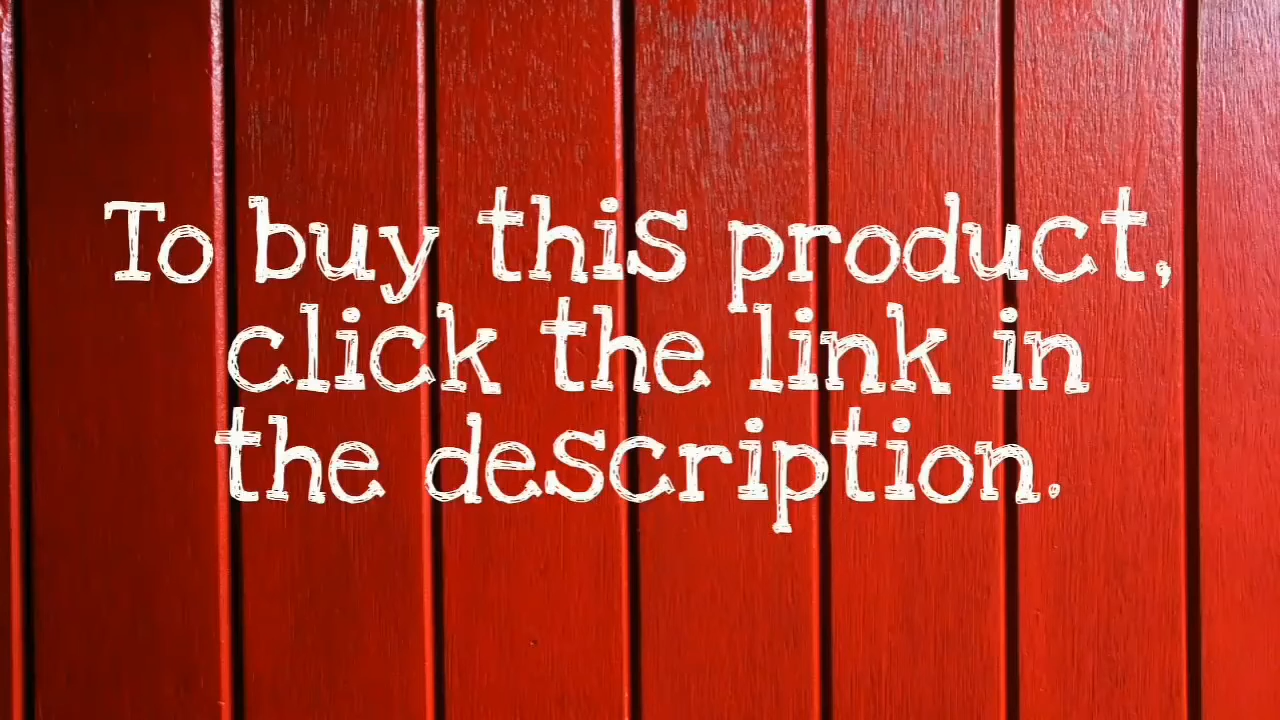 To buy this product,
click the link in
the description.